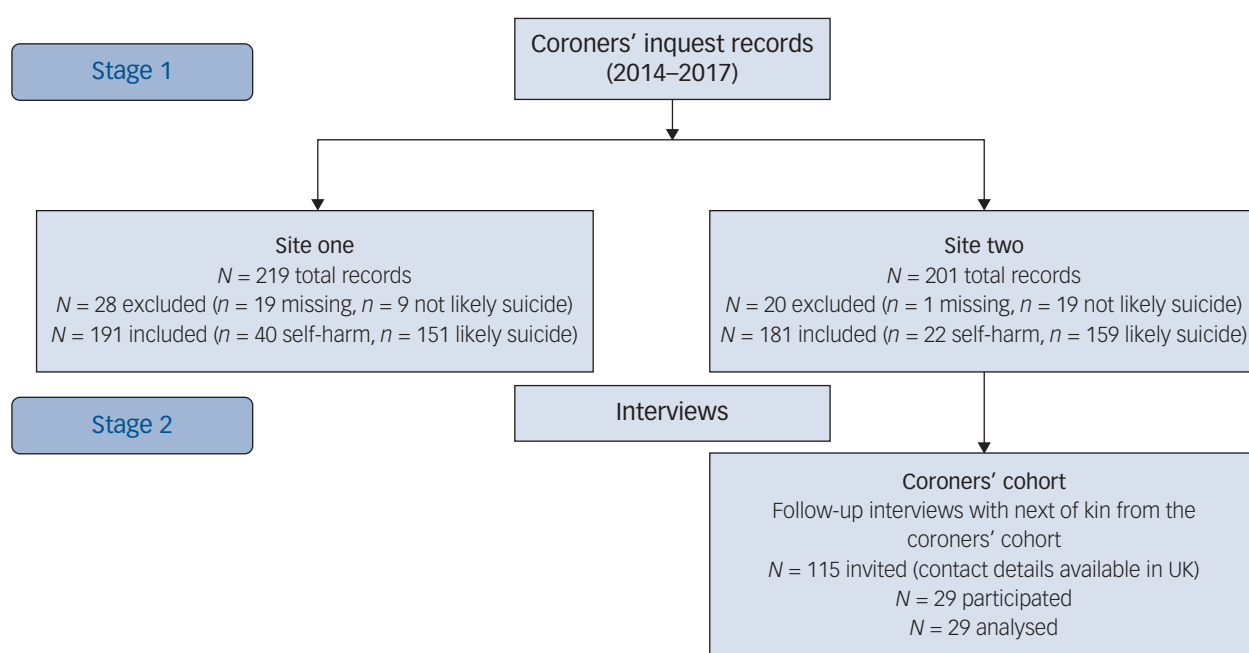 Stage 1
Coroners’ inquest records
(2014–2017)
Site one
N = 219 total records
N = 28 excluded (n = 19 missing, n = 9 not likely suicide)
N = 191 included (n = 40 self-harm, n = 151 likely suicide)
Site two
N = 201 total records
N = 20 excluded (n = 1 missing, n = 19 not likely suicide)
N = 181 included (n = 22 self-harm, n = 159 likely suicide)
Stage 2
Interviews
Coroners’ cohort
Follow-up interviews with next of kin from the
coroners’ cohort
N = 115 invited (contact details available in UK)
N = 29 participated
N = 29 analysed